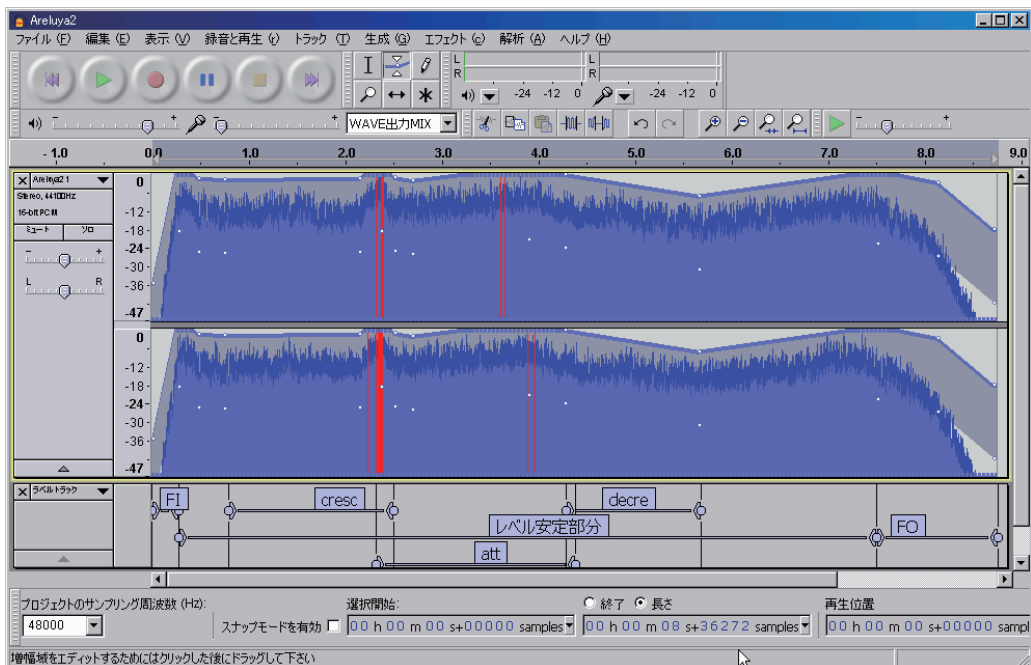 Areluya2
ファイル (F) 編集 (E) 表示 (V) 録音と再生 (r) トラック (T) 生成 (G) エフェクト (c) 解析 (A) ヘルプ (H)
L
R
-24 -12 0
L
R
-24 -12 0
- + - +
WAVE出力MIX
- +
- 1.0 0.0 1.0 2.0 3.0 4.0 5.0 6.0 7.0 8.0 9.0
Areluya2 1
Stereo, 44100Hz
16-bit PCM
ミュート ソロ
- +
L R
0
-12-
-18-
-24-
-30-
-36-
-47
0
-12-
-18-
-24-
-30-
-36-
-47
ラベルトラック
FI cresc decre
レベル安定部分 FO
att
プロジェクトのサンプリング周波数 (Hz): 選択開始: 終了 長さ 再生位置
48000 スナップモードを有効 00 h 00 m 00 s+00000 samples 00 h 00 m 08 s+36272 samples 00 h 00 m 00 s+00000 sampl
増幅域をエディットするためにはクリックした後にドラッグして下さい